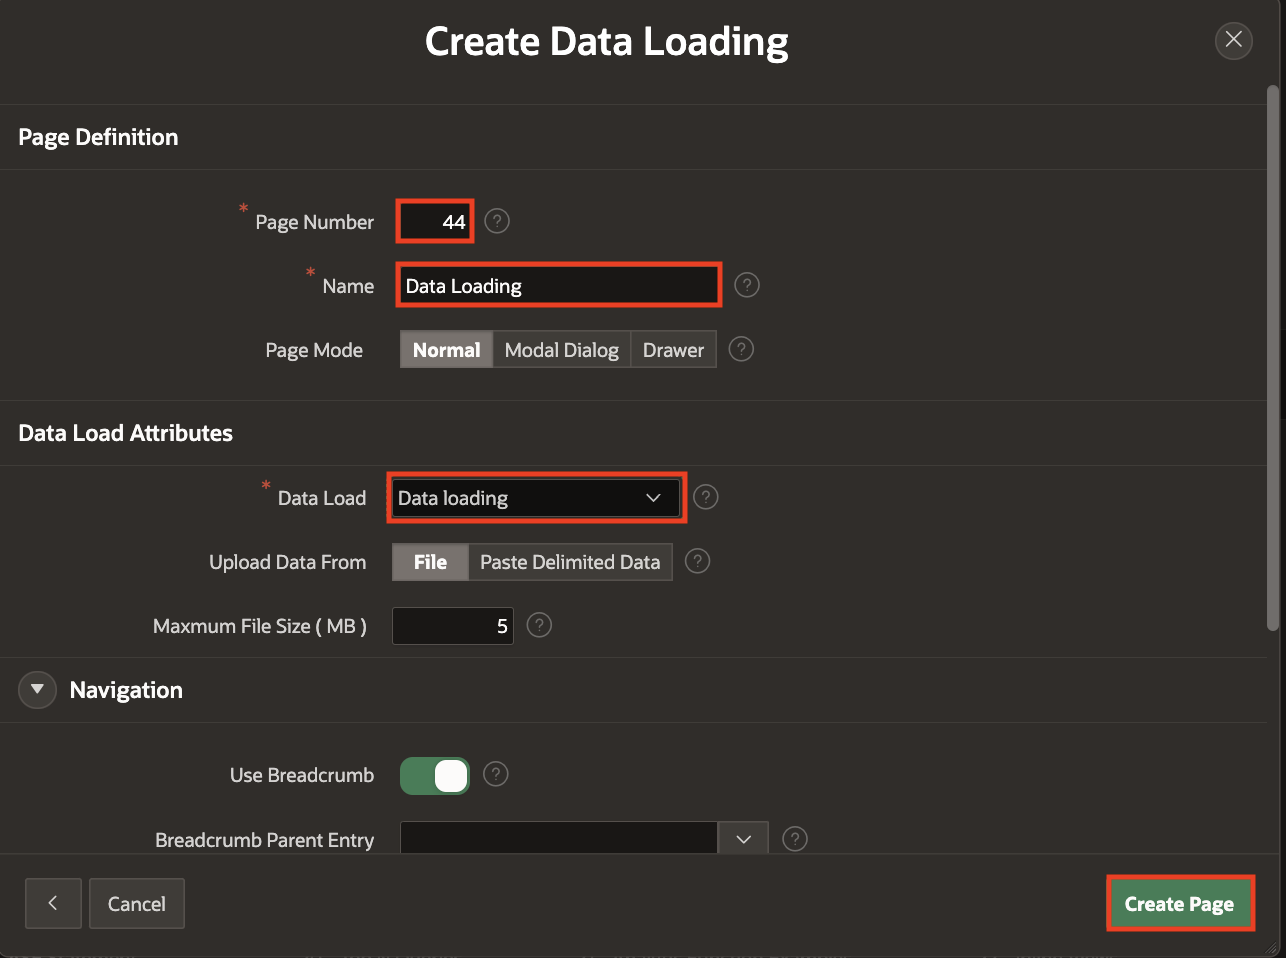 Create Data Loading
Page Definition
* Page Number 44 ?
* Name Data Loading ?
Page Mode Normal Modal Dialog Drawer ?
Data Load Attributes
* Data Load Data loading ?
Upload Data From File Paste Delimited Data ?
Maxmum File Size ( MB ) 5 ?
Navigation
Use Breadcrumb ?
Breadcrumb Parent Entry ?
Cancel Create Page